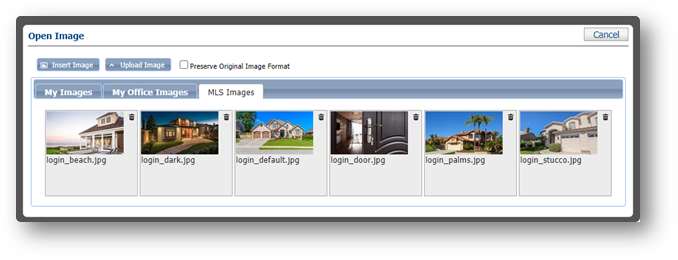 Open Image
Cancel
Insert Image
Upload Image
Preserve Original Image Format
My Images
My Office Images
MLS Images
login_beach.jpg
login_dark.jpg
login_default.jpg
login_door.jpg
login_palms.jpg
login_stucco.jpg